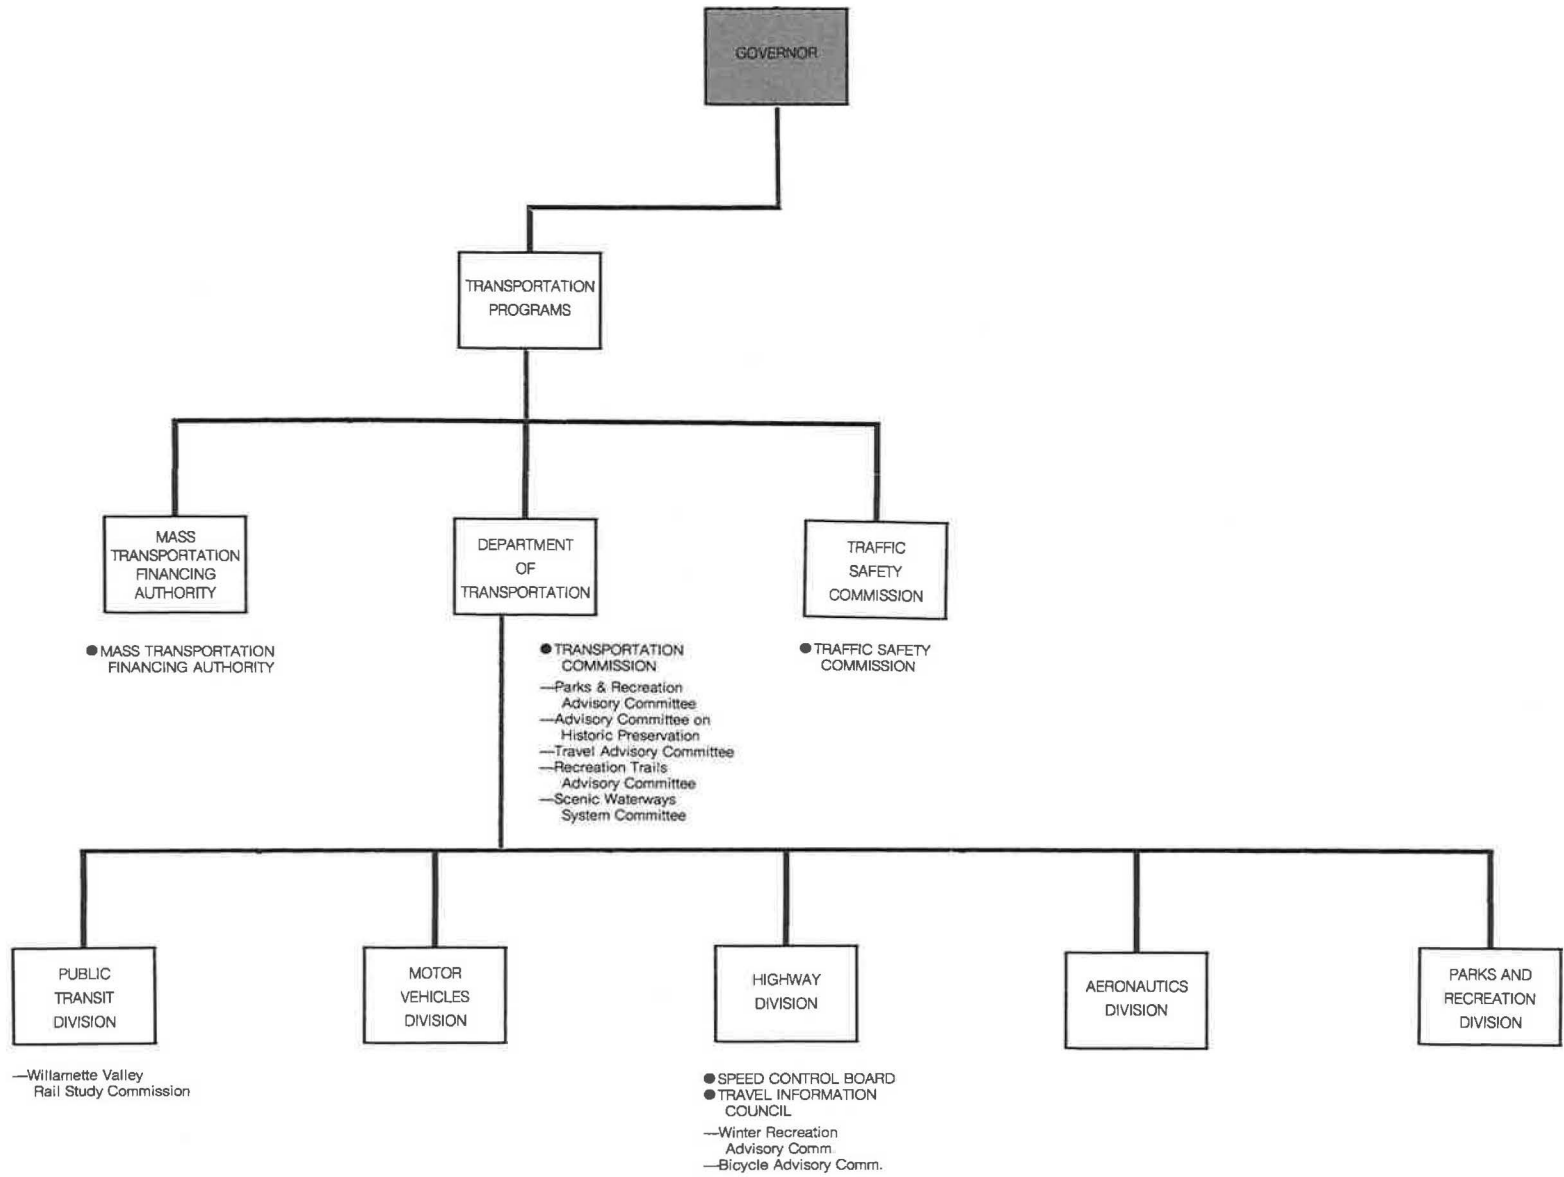 GOVERNOR
TRANSPORTATION
PROGRAMS
MASS
TRANSPORTATION
FINANCING
AUTHORITY
DEPARTMENT
OF
TRANSPORTATION
TRAFFIC
SAFETY
COMMISSION
●MASS TRANSPORTATION
FINANCING AUTHORITY
●TRANSPORTATION
COMMISSION
—Parks & Recreation
Advisory Committee
—Advisory Committee on
Historic Preservation
—Travel Advisory Committee
—Recreation Trails
Advisory Committee
—Scenic Waterways
System Committee
●TRAFFIC SAFETY
COMMISSION
PUBLIC
TRANSIT
DIVISION
MOTOR
VEHICLES
DIVISION
HIGHWAY
DIVISION
AERONAUTICS
DIVISION
PARKS AND
RECREATION
DIVISION
—Willamette Valley
Rail Study Commission
●SPEED CONTROL BOARD
●TRAVEL INFORMATION
COUNCIL
—Winter Recreation
Advisory Comm.
—Bicycle Advisory Comm.